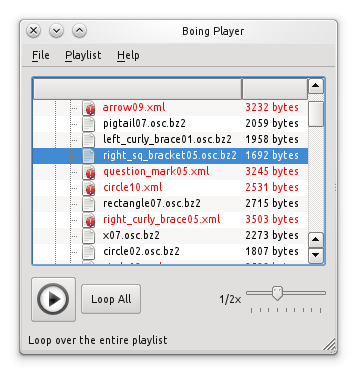 Boing Player
File Playlist Help
arrow09.xml 3232 bytes
pigtail07.osc.bz2 2059 bytes
left_curly_brace01.osc.bz2 1958 bytes
right_sq_bracket05.osc.bz2 1692 bytes
question_mark05.xml 3245 bytes
circle10.xml 2531 bytes
rectangle07.osc.bz2 2715 bytes
right_curly_brace05.xml 3503 bytes
x07.osc.bz2 2273 bytes
circle02.osc.bz2 1807 bytes
Loop All 1/2x
Loop over the entire playlist